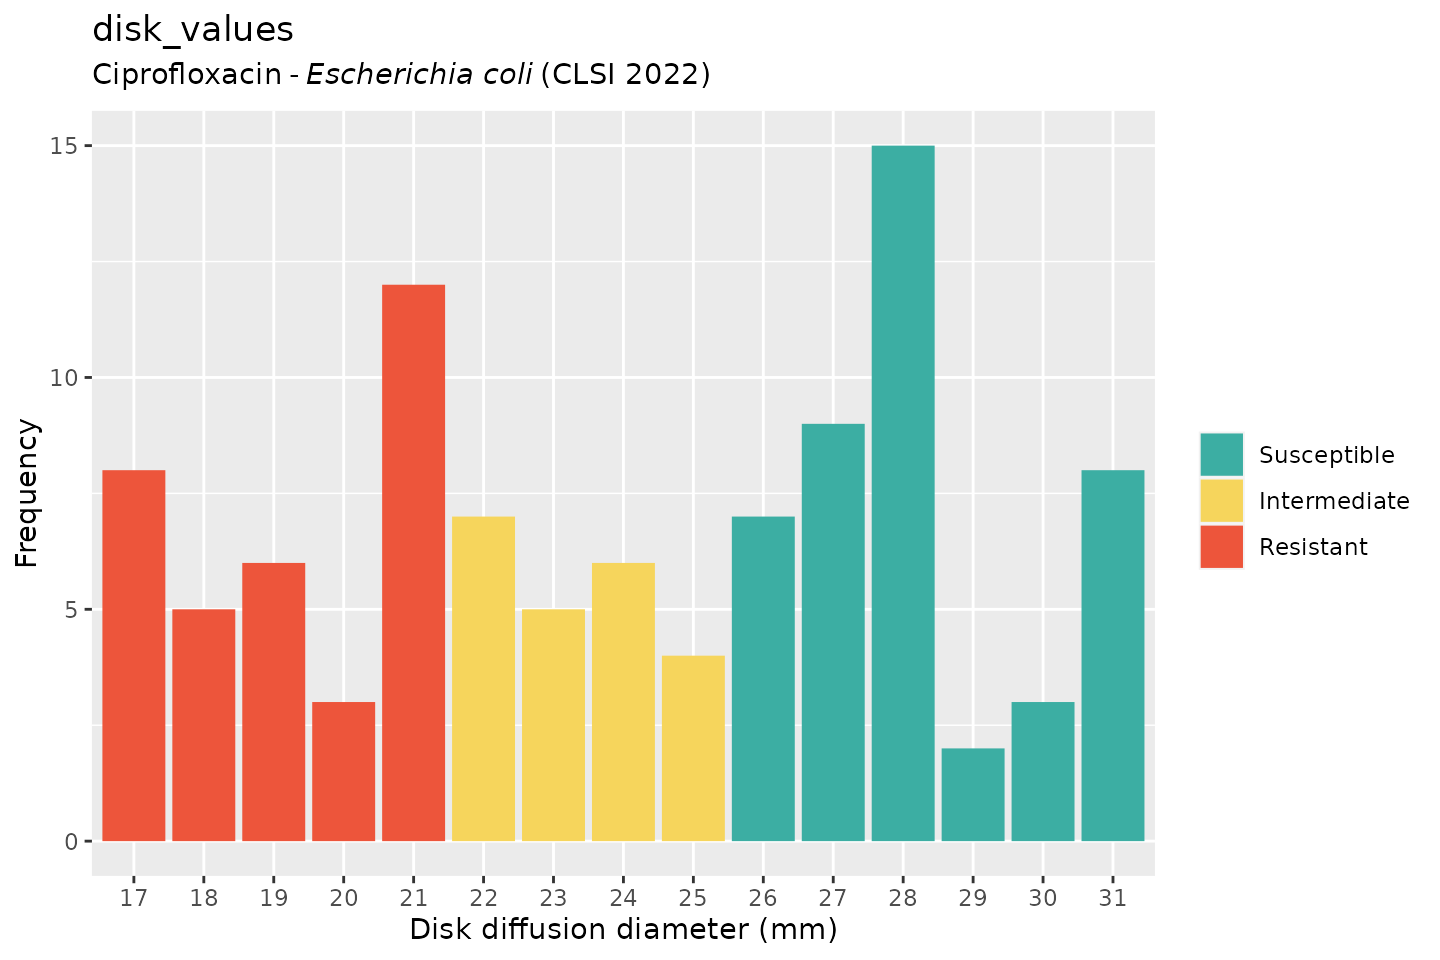 disk_values
Ciprofloxacin - Escherichia coli (CLSI 2022)
15
10
5
0
Frequency
17 18 19 20 21 22 23 24 25 26 27 28 29 30 31
Disk diffusion diameter (mm)
Susceptible
Intermediate
Resistant